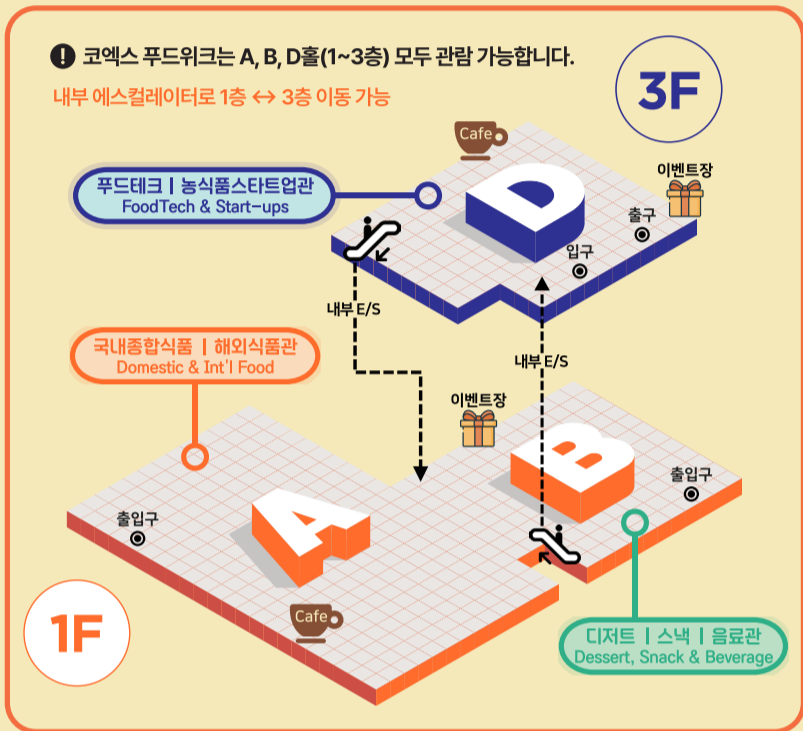 ! 코엑스 푸드위크는 A, B, D홀(1~3층) 모두 관람 가능합니다.
내부 에스컬레이터로 1층 ↔ 3층 이동 가능
3F
Cafe
이벤트장
푸드테크 | 농식품스타트업관
FoodTech & Start-ups
D
출구
입구
내부 E/S
국내종합식품 | 해외식품관
Domestic & Int'l Food
내부 E/S
이벤트장
B
출입구
A
출입구
Cafe
1F
디저트 | 스낵 | 음료관
Dessert, Snack & Beverage